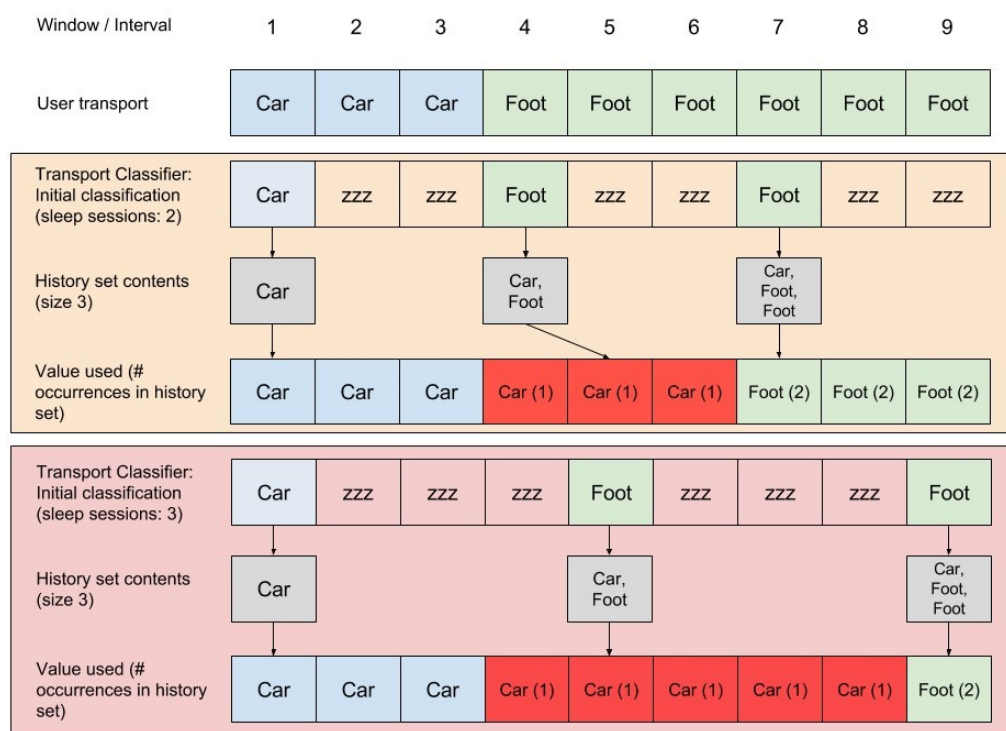 Window / Interval 1 2 3 4 5 6 7 8 9
User transport Car Car Car Foot Foot Foot Foot Foot Foot
Transport Classifier:
Initial classification
(sleep sessions: 2)
Car zzz zzz Foot zzz zzz Foot zzz zzz
History set contents
(size 3)
Car
Car,
Foot
Car,
Foot,
Foot
Value used (#
occurrences in history
set)
Car Car Car Car (1) Car (1) Car (1) Foot (2) Foot (2) Foot (2)
Transport Classifier:
Initial classification
(sleep sessions: 3)
Car zzz zzz zzz Foot zzz zzz zzz Foot
History set contents
(size 3)
Car
Car,
Foot
Car,
Foot,
Foot
Value used (#
occurrences in history
set)
Car Car Car Car (1) Car (1) Car (1) Car (1) Car (1) Foot (2)